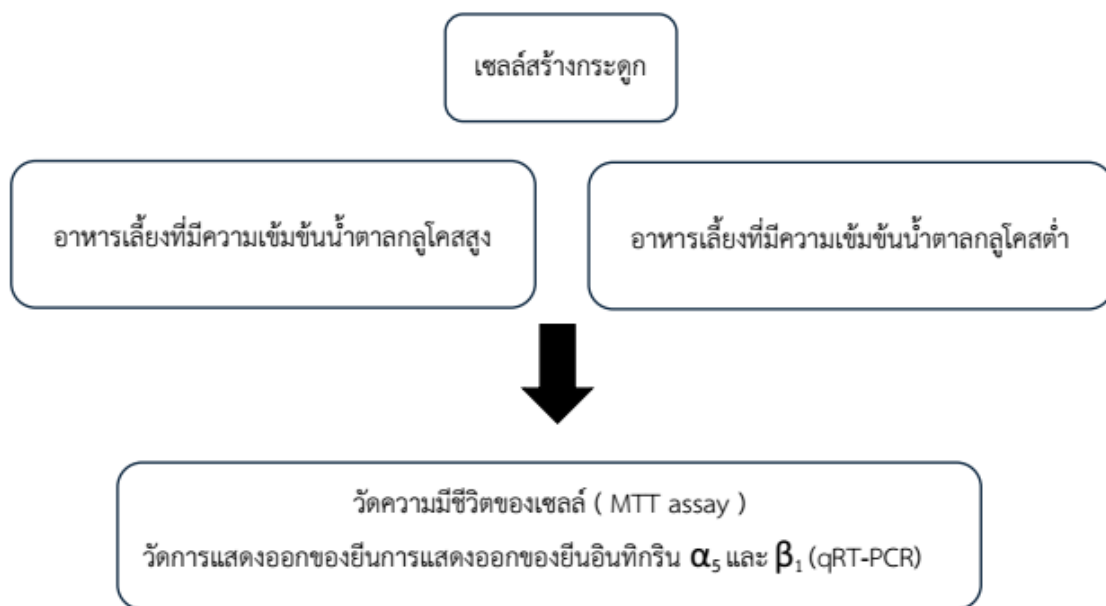 เซลล์สร้างกระดูก
อาหารเลี้ยงที่มีความเข้มข้นน้ำตาลกลูโคสสูง
อาหารเลี้ยงที่มีความเข้มข้นน้ำตาลกลูโคสต่ำ
วัดความมีชีวิตของเซลล์ ( MTT assay )
วัดการแสดงออกของยีนการแสดงออกของยีนอินทิกริน α₅ และ β₁ (qRT-PCR)